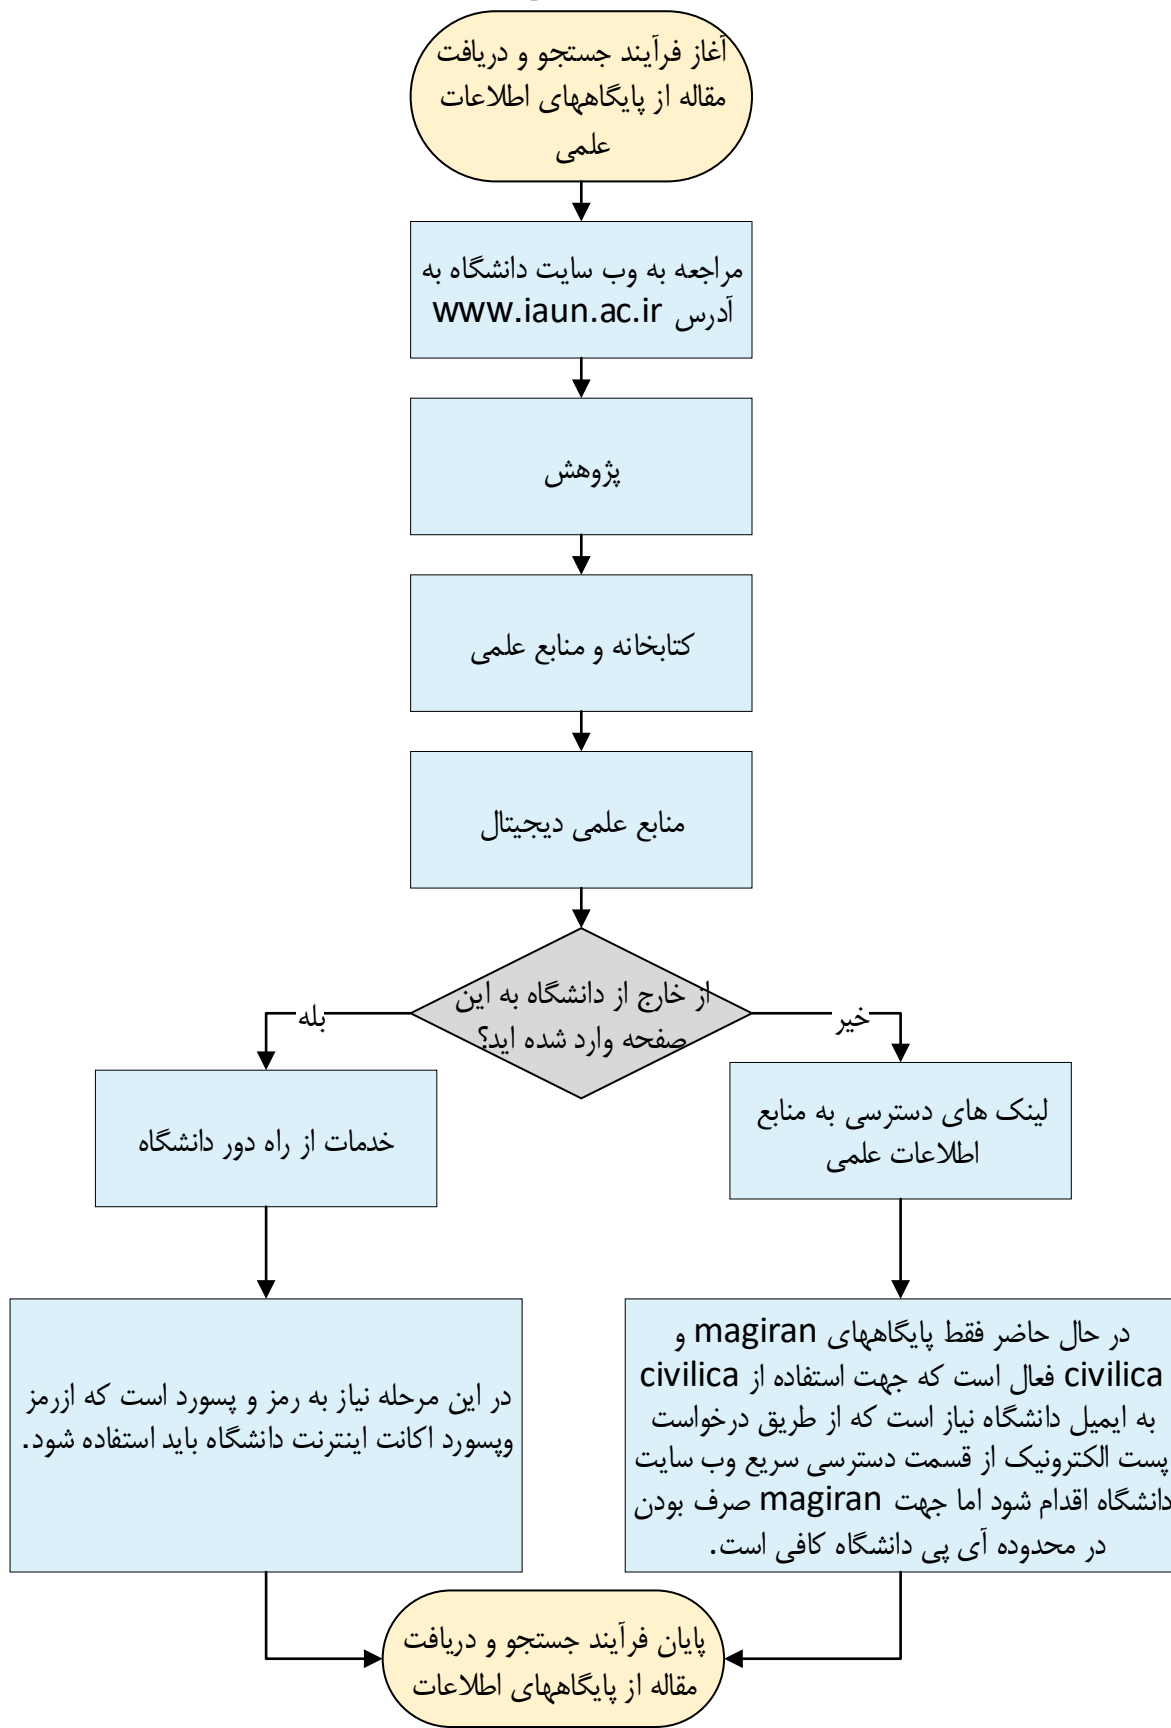 آغاز فرآیند جستجو و دریافت
مقاله از پایگاههای اطلاعات
علمی
مراجعه به وب سایت دانشگاه به
آدرس www.iaun.ac.ir
پژوهش
کتابخانه و منابع علمی
منابع علمی دیجیتال
از خارج از دانشگاه به این
صفحه وارد شده اید؟
خیر
بله
لینک های دسترسی به منابع
اطلاعات علمی
خدمات از راه دور دانشگاه
در حال حاضر فقط پایگاههای magiran و
civilica فعال است که جهت استفاده از civilica
به ایمیل دانشگاه نیاز است که از طریق درخواست
پست الکترونیک از قسمت دسترسی سریع وب سایت
دانشگاه اقدام شود اما جهت magiran صرف بودن
در محدوده آی پی دانشگاه کافی است.
در این مرحله نیاز به رمز و پسورد است که ازرمز
وپسورد اکانت اینترنت دانشگاه باید استفاده شود.
پایان فرآیند جستجو و دریافت
مقاله از پایگاههای اطلاعات